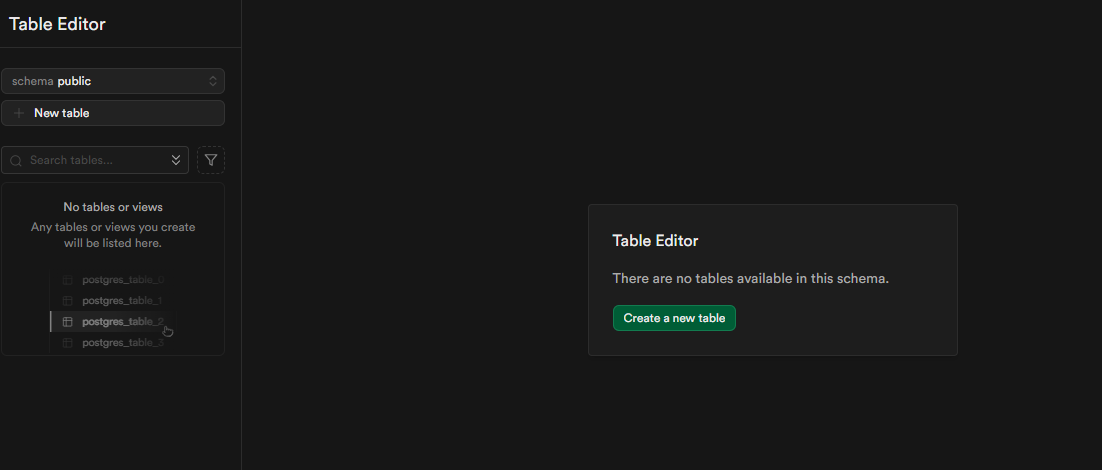 Table Editor
schema public
New table
Search tables...
No tables or views
Any tables or views you create
will be listed here.
postgres_table_0
postgres_table_1
postgres_table_2
postgres_table_3
Table Editor
There are no tables available in this schema.
Create a new table